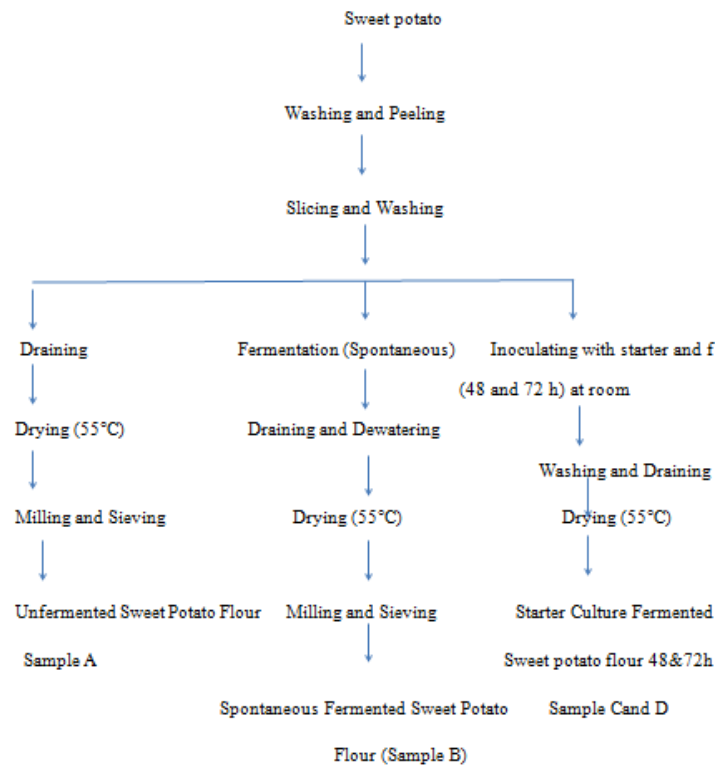 Sweet potato
Washing and Peeling
Slicing and Washing
Draining
Fermentation (Spontaneous)
Inoculating with starter and f
(48 and 72 h) at room
Drying (55°C)
Draining and Dewatering
Washing and Draining
Milling and Sieving
Drying (55°C)
Drying (55°C)
Unfermented Sweet Potato Flour
Milling and Sieving
Starter Culture Fermented
Sample A
Sweet potato flour 48&72h
Spontaneous Fermented Sweet Potato
Sample Cand D
Flour (Sample B)